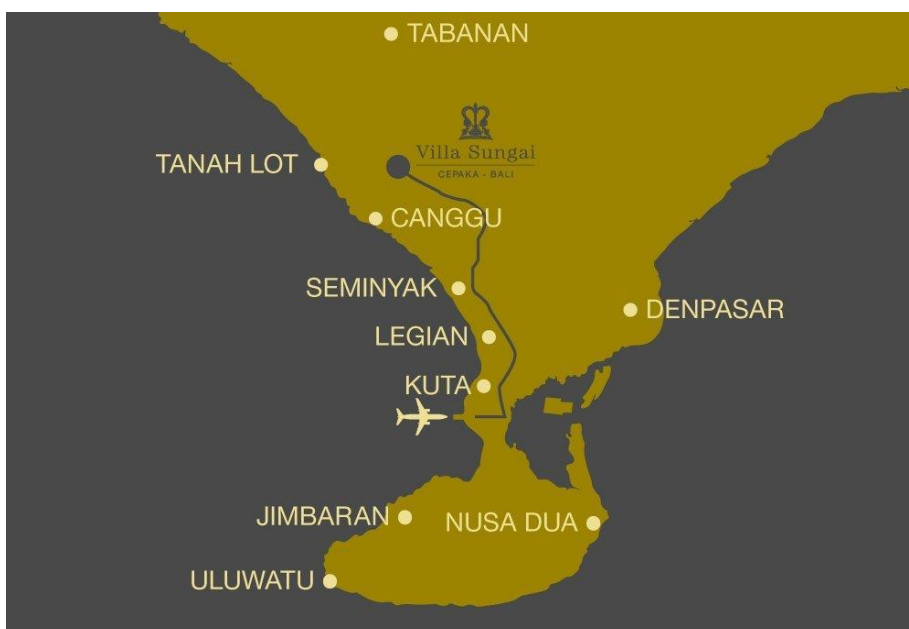 TABANAN
Villa Sungai
CEPAKA - BALI
TANAH LOT
CANGGU
SEMINYAK
DENPASAR
LEGIAN
KUTA
JIMBARAN
NUSA DUA
ULUWATU